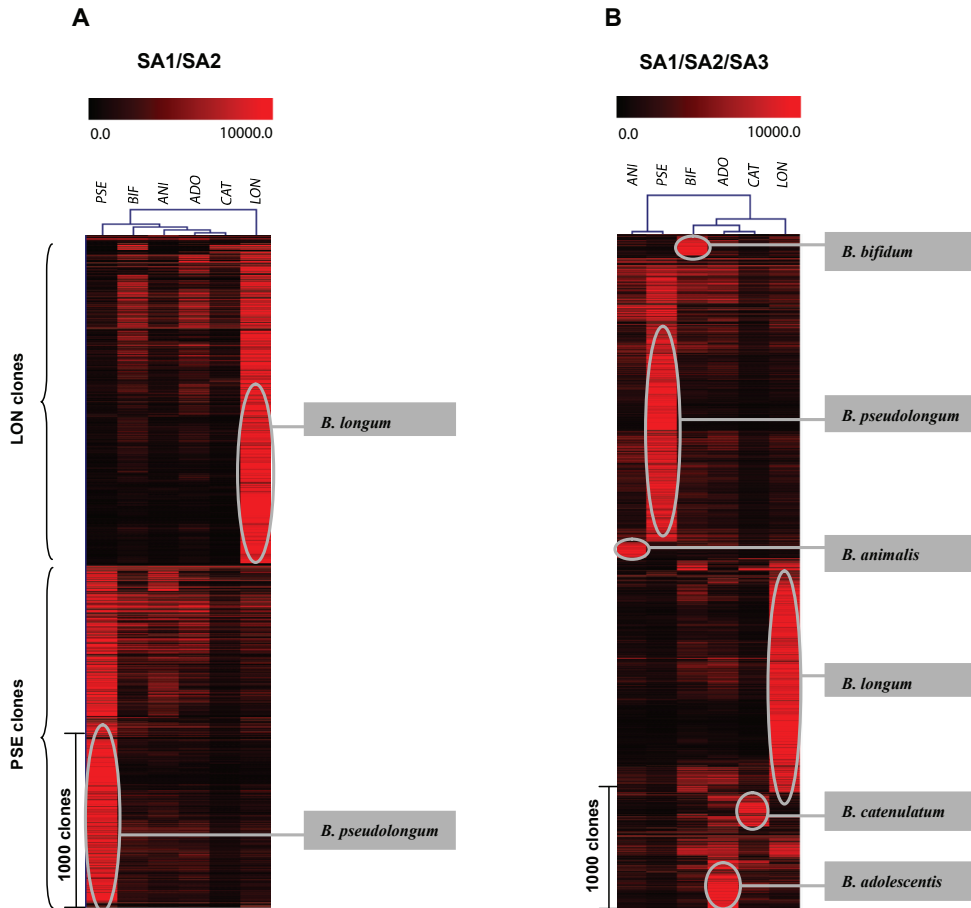 A
SA1/SA2
0.0 10000.0
PSE BIF ANI ADO CAT LON
LON clones
B. longum
PSE clones
1000 clones
B. pseudolongum
B
SA1/SA2/SA3
0.0 10000.0
ANI PSE BIF ADO CAT LON
B. bifidum
B. pseudolongum
B. animalis
B. longum
1000 clones
B. catenulatum
B. adolescentis